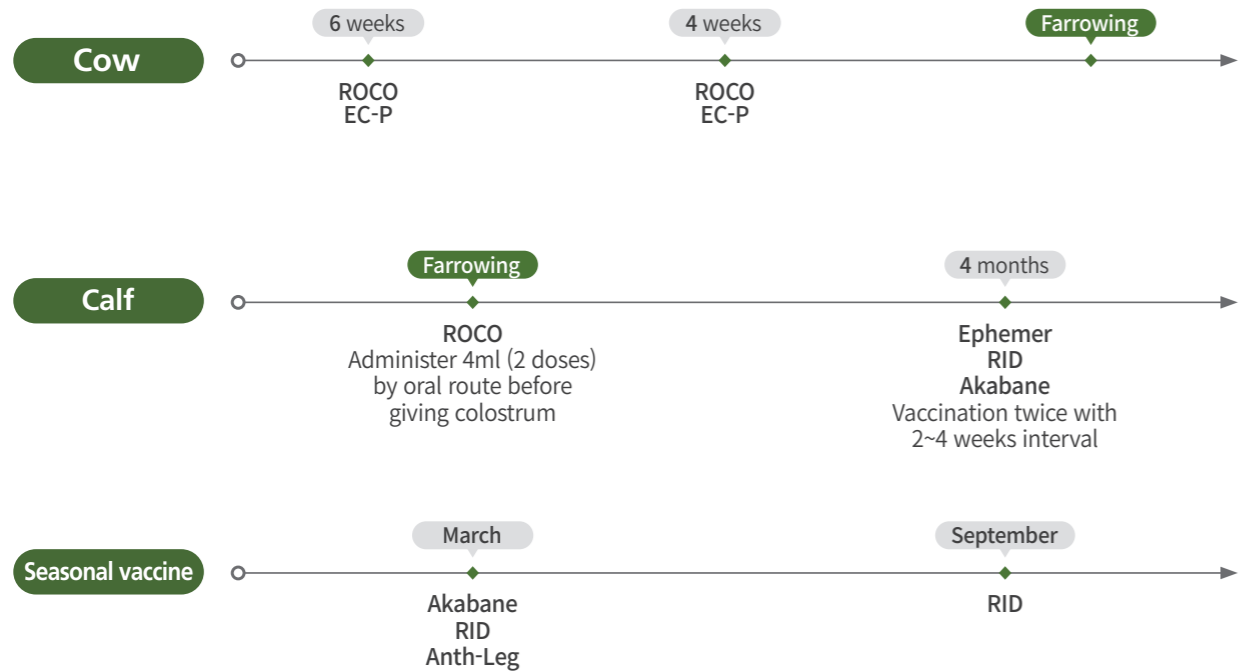 Cow
6 weeks
4 weeks
Farrowing
ROCO
EC-P
ROCO
EC-P
Calf
Farrowing
4 months
ROCO
Administer 4ml (2 doses)
by oral route before
giving colostrum
Ephemer
RID
Akabane
Vaccination twice with
2~4 weeks interval
Seasonal vaccine
March
September
Akabane
RID
Anth-Leg
RID